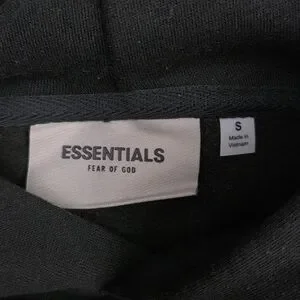 ESSENTIALS
FEAR OF GOD
S
Made in
Vietnam